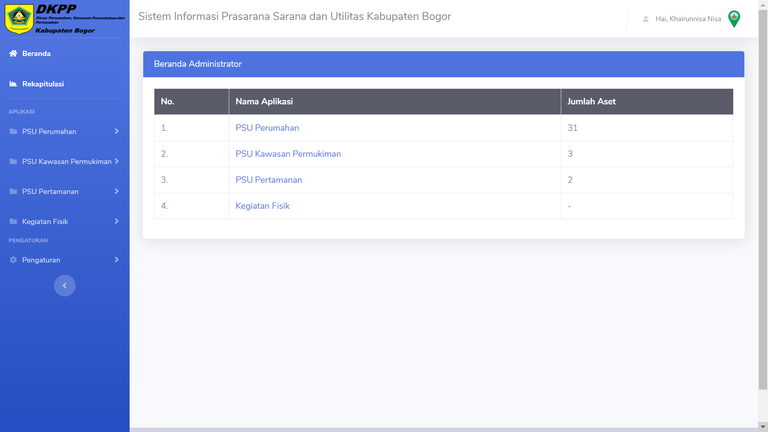 DKPP
Dinas Perumahan, Kawasan Permukiman dan
Pertanahan
Kabupaten Bogor
Sistem Informasi Prasarana Sarana dan Utilitas Kabupaten Bogor
Hai, Khairunnisa Nisa
Beranda
Rekapitulasi
APLIKASI
PSU Perumahan
PSU Kawasan Permukiman
PSU Pertamanan
Kegiatan Fisik
PENGATURAN
Pengaturan
Beranda Administrator
No. Nama Aplikasi Jumlah Aset
1. PSU Perumahan 31
2. PSU Kawasan Permukiman 3
3. PSU Pertamanan 2
4. Kegiatan Fisik -